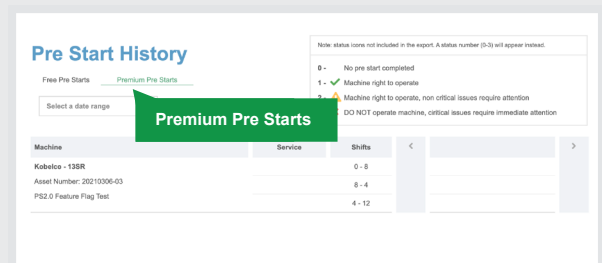 Pre Start History
Free Pre Starts Premium Pre Starts
Select a date range
Premium Pre Starts
Note: status icons not included in the export. A status number (0-3) will appear instead.
0 - No pre start completed
1 - Machine right to operate
2 - Machine right to operate, non critical issues require attention
DO NOT operate machine, ciritical issues require immediate attention
Machine Service Shifts
Kobelco - 13SR 0 - 8
Asset Number: 20210306-03 8 - 4
PS2.0 Feature Flag Test 4 - 12